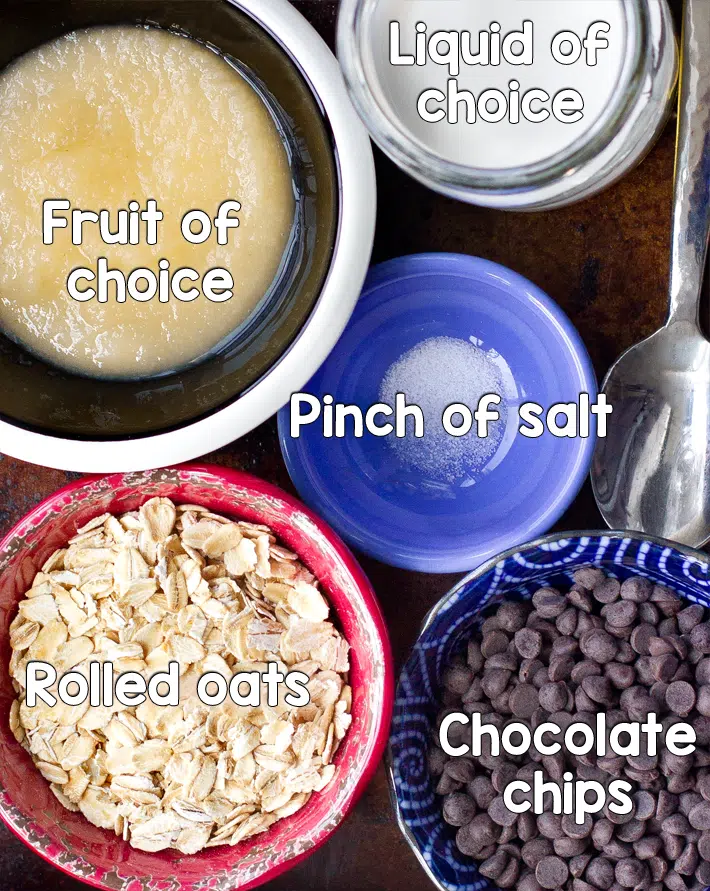 Liquid of
choice
Fruit of
choice
Pinch of salt
Rolled oats
Chocolate
chips